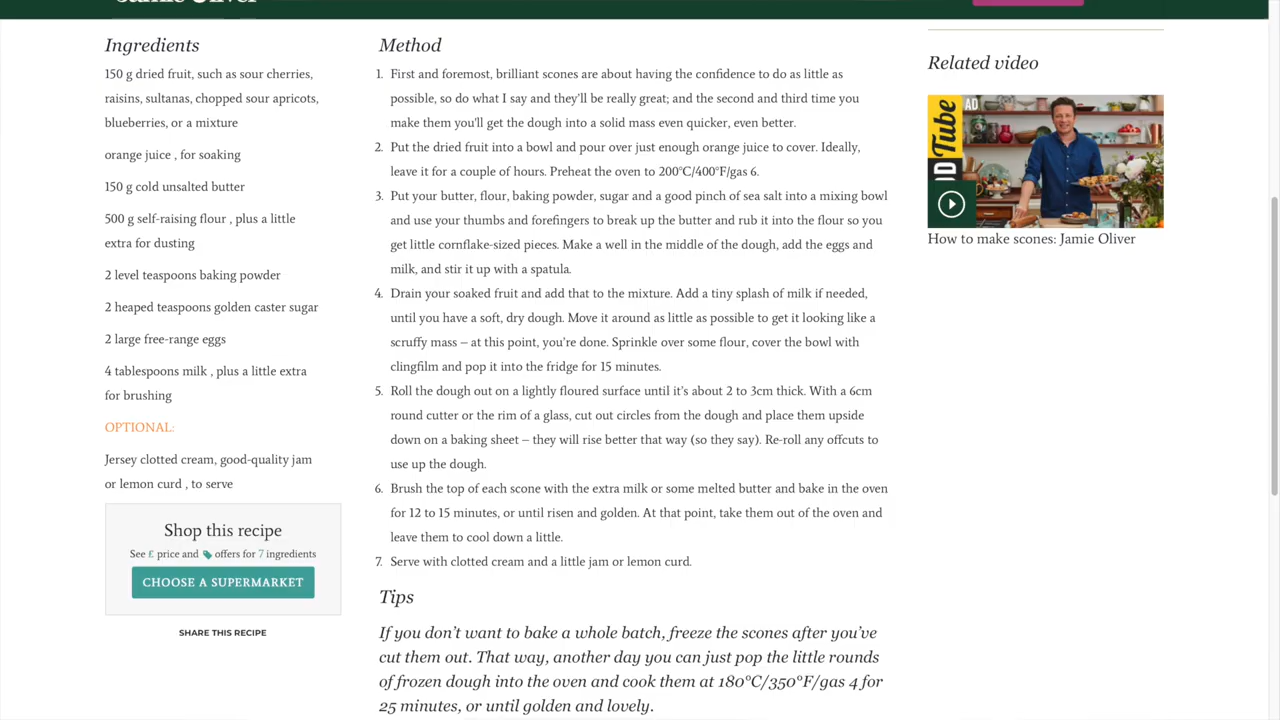 Jamie Oliver
Ingredients
150 g dried fruit, such as sour cherries,
raisins, sultanas, chopped sour apricots,
blueberries, or a mixture
orange juice , for soaking
150 g cold unsalted butter
500 g self-raising flour , plus a little
extra for dusting
2 level teaspoons baking powder
2 heaped teaspoons golden caster sugar
2 large free-range eggs
4 tablespoons milk , plus a little extra
for brushing
OPTIONAL:
Jersey clotted cream, good-quality jam
or lemon curd , to serve
Shop this recipe
See £ price and offers for 7 ingredients
CHOOSE A SUPERMARKET
SHARE THIS RECIPE
Method
1. First and foremost, brilliant scones are about having the confidence to do as little as
possible, so do what I say and they’ll be really great; and the second and third time you
make them you’ll get the dough into a solid mass even quicker, even better.
2. Put the dried fruit into a bowl and pour over just enough orange juice to cover. Ideally,
leave it for a couple of hours. Preheat the oven to 200°C/400°F/gas 6.
3. Put your butter, flour, baking powder, sugar and a good pinch of sea salt into a mixing bowl
and use your thumbs and forefingers to break up the butter and rub it into the flour so you
get little cornflake-sized pieces. Make a well in the middle of the dough, add the eggs and
milk, and stir it up with a spatula.
4. Drain your soaked fruit and add that to the mixture. Add a tiny splash of milk if needed,
until you have a soft, dry dough. Move it around as little as possible to get it looking like a
scruffy mass – at this point, you’re done. Sprinkle over some flour, cover the bowl with
clingfilm and pop it into the fridge for 15 minutes.
5. Roll the dough out on a lightly floured surface until it’s about 2 to 3cm thick. With a 6cm
round cutter or the rim of a glass, cut out circles from the dough and place them upside
down on a baking sheet – they will rise better that way (so they say). Re-roll any offcuts to
use up the dough.
6. Brush the top of each scone with the extra milk or some melted butter and bake in the oven
for 12 to 15 minutes, or until risen and golden. At that point, take them out of the oven and
leave them to cool down a little.
7. Serve with clotted cream and a little jam or lemon curd.
Tips
If you don’t want to bake a whole batch, freeze the scones after you’ve
cut them out. That way, another day you can just pop the little rounds
of frozen dough into the oven and cook them at 180°C/350°F/gas 4 for
25 minutes, or until golden and lovely.
Related video
Tube
AD
How to make scones: Jamie Oliver